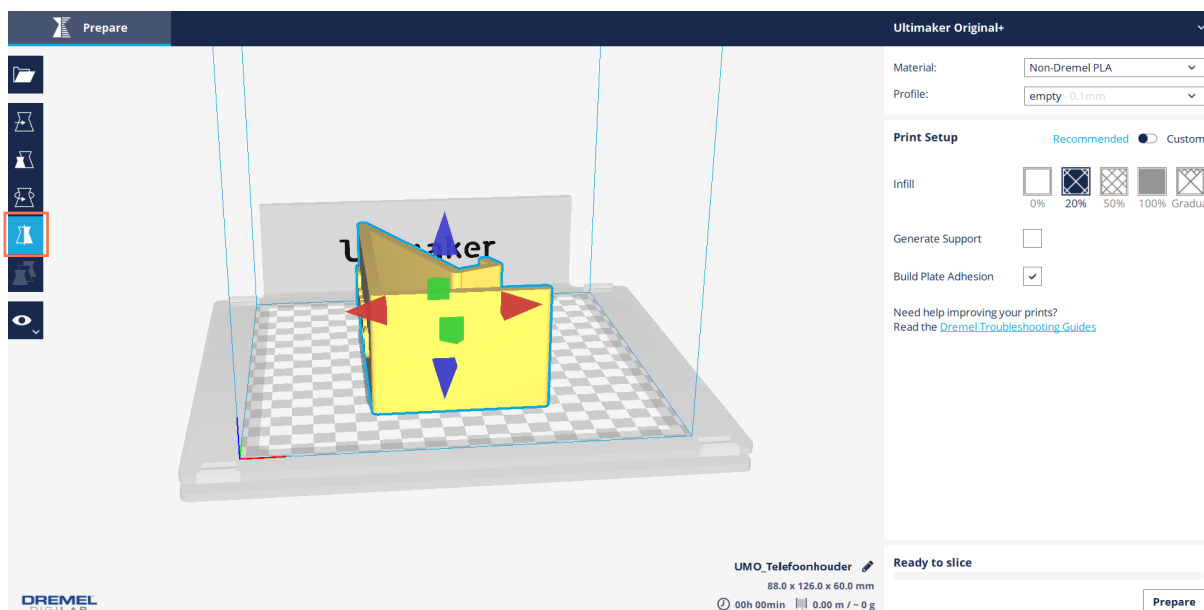 Prepare
Ultimaker Original+
Material:
Non-Dremel PLA
Profile:
empty - 0.1mm
Print Setup
Recommended
Custom
Infill
0%
20%
50%
100%
Gradua
Generate Support
Build Plate Adhesion
Need help improving your prints?
Read the Dremel Troubleshooting Guides
UMO_Telefoonhouder
88.0 x 126.0 x 60.0 mm
00h 00min
0.00 m / ~ 0 g
Ready to slice
Prepare
DREMEL
DIGILAB